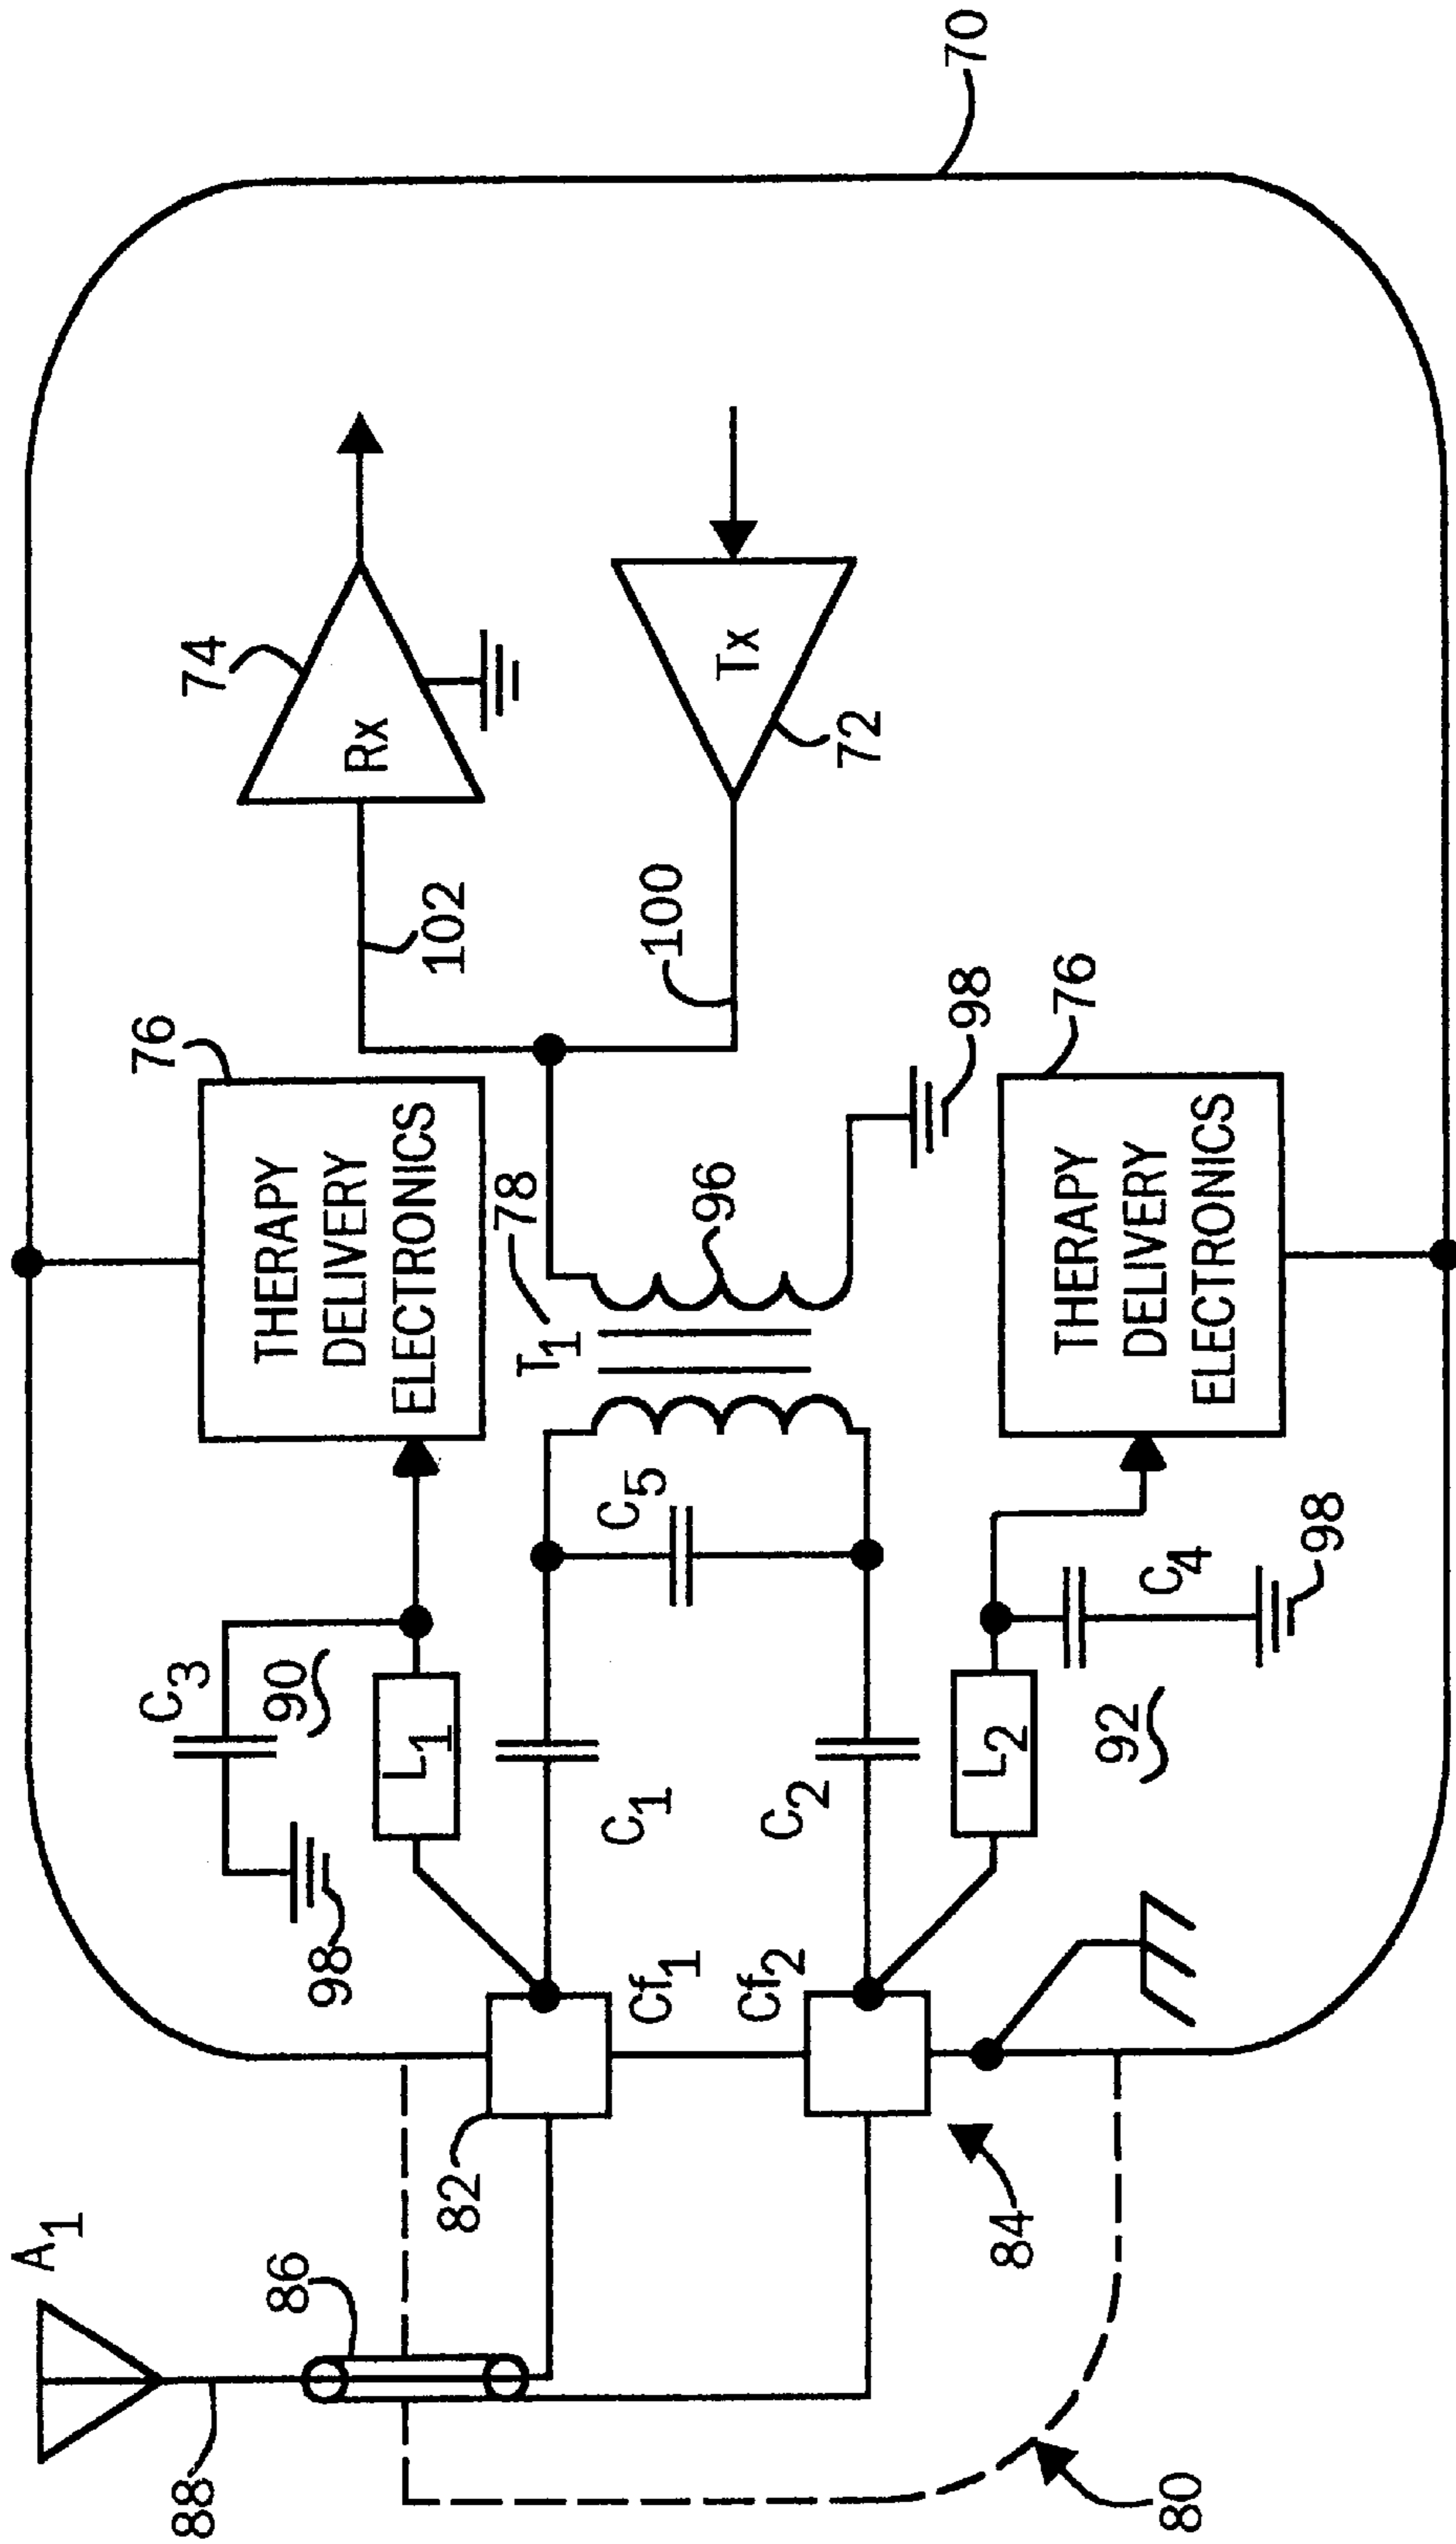 A1
88
86
80
82
84
Cf1
Cf2
98
C3
90
L1
C1
C2
L2
92
C5
C4
98
76
THERAPY
DELIVERY
ELECTRONICS
T1
78
96
98
76
THERAPY
DELIVERY
ELECTRONICS
102
100
74
Rx
Tx
72
70